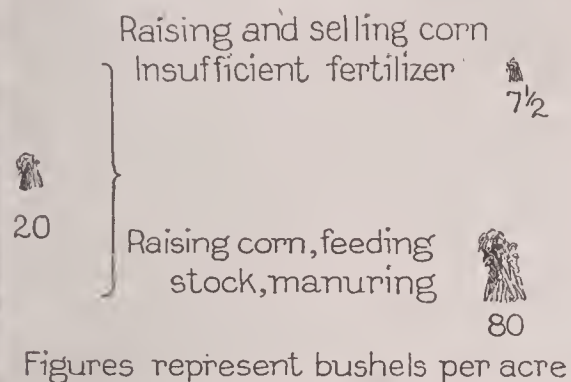 Raising and selling corn
Insufficient fertilizer
7½
20
Raising corn, feeding
stock, manuring
80
Figures represent bushels per acre